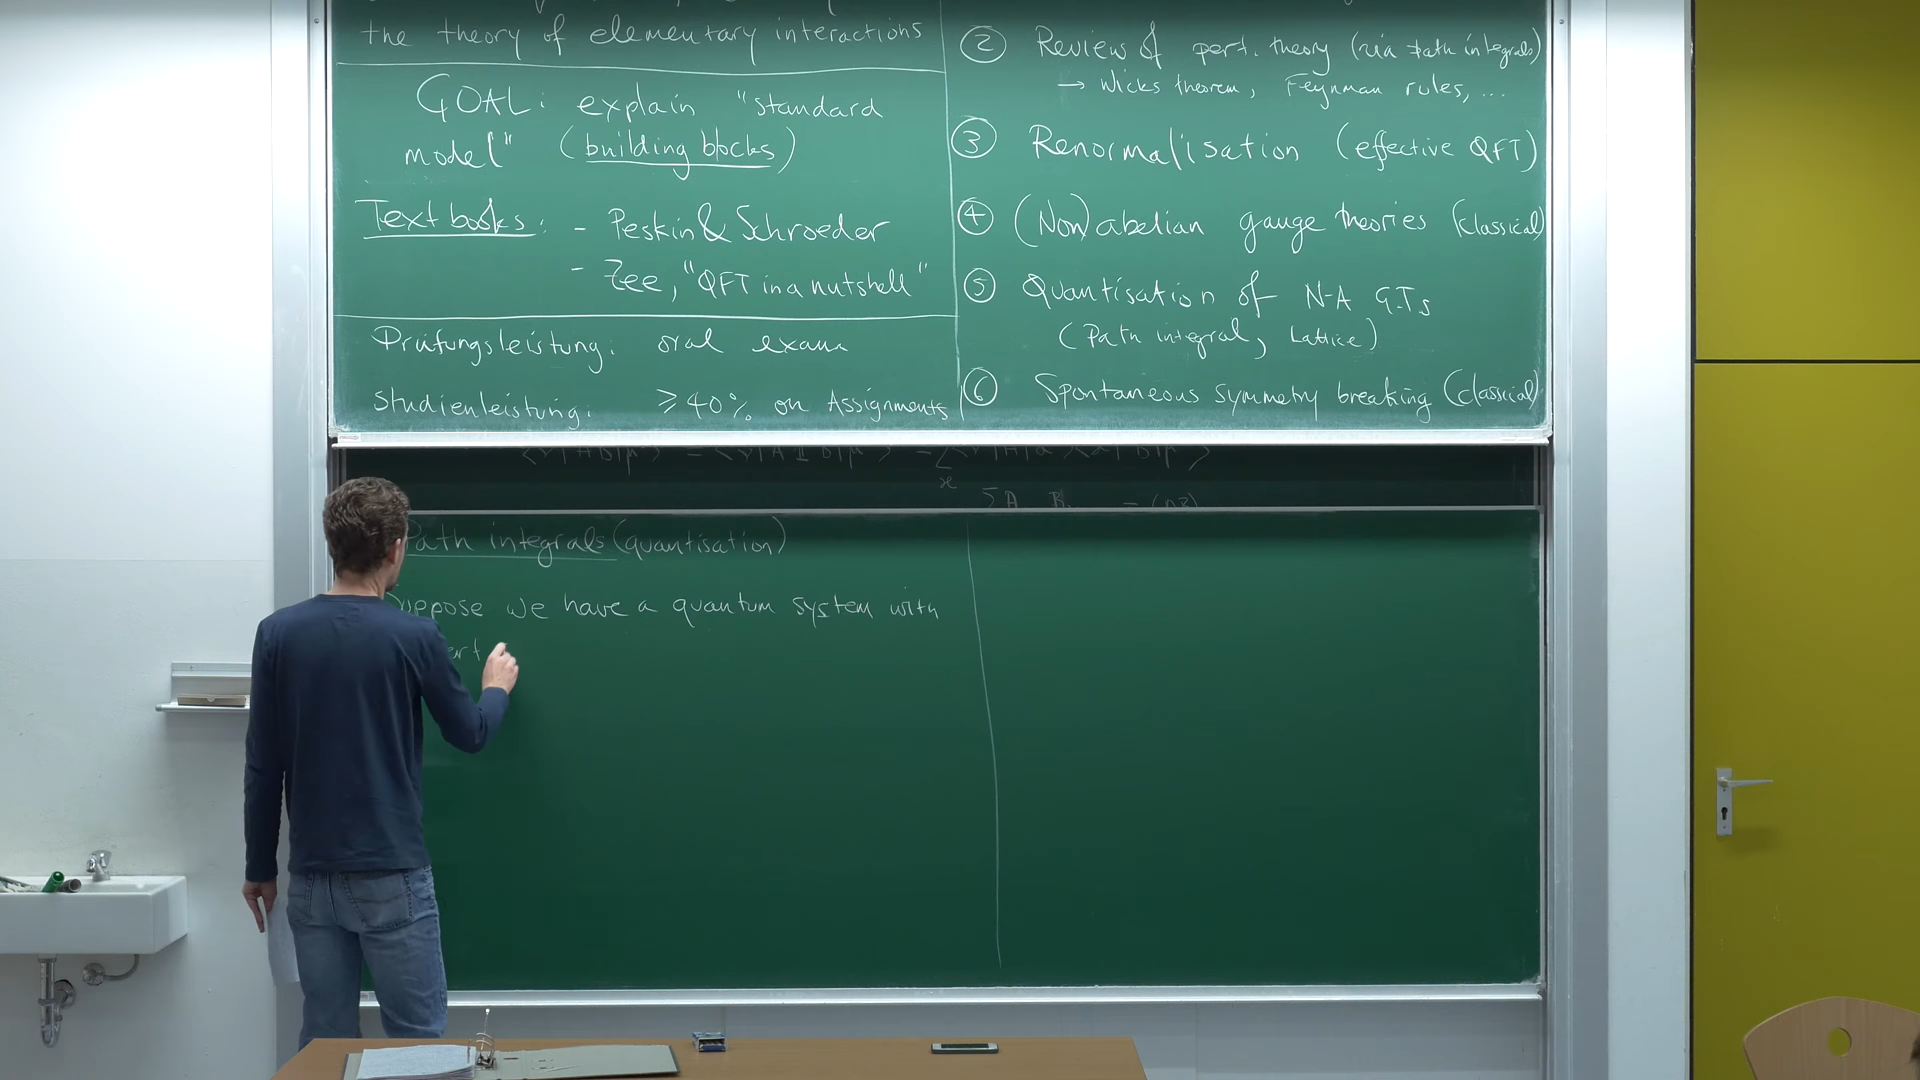 the theory of elementary interactions
GOAL: explain "standard
model" (building blocks)
Textbooks: - Peskin & Schroeder
- Zee, "QFT in a nutshell"
Prüfungsleistung: oral exam
Studienleistung: ≥ 40% on Assignments
② Review of pert. theory (via path integrals)
→ Wicks theorem, Feynman rules, ...
③ Renormalisation (effective QFT)
④ (Non)abelian gauge theories (classical)
⑤ Quantisation of N-A G.Ts
(Path integral, Lattice)
⑥ Spontaneous symmetry breaking (classical)
Path integrals (quantisation)
Suppose we have a quantum system with